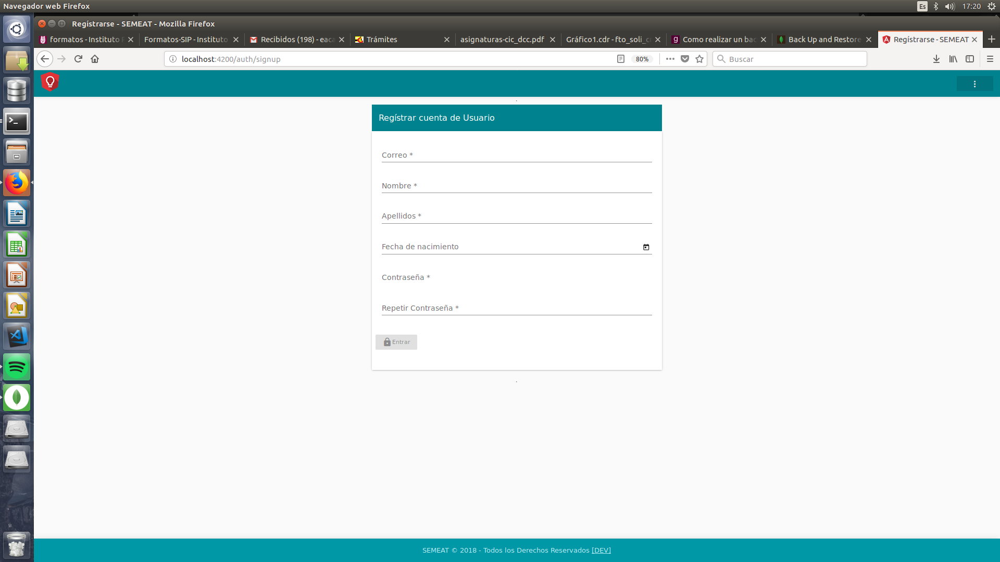 Navegador web Firefox
Es
17:20
Regístrarse - SEMEAT - Mozilla Firefox
formatos - Instituto
Formatos-SIP - Instituto
Recibidos (198) - eaca
Trámites
asignaturas-cic_dcc.pdf
Gráfico1.cdr - fto_soli_c
Como realizar un bac
Back Up and Restore
Regístrarse - SEMEAT
localhost:4200/auth/signup
80%
Buscar
Regístrar cuenta de Usuario
Correo *
Nombre *
Apellidos *
Fecha de nacimiento
Contraseña *
Repetir Contraseña *
Entrar
SEMEAT © 2018 - Todos los Derechos Reservados [DEV]